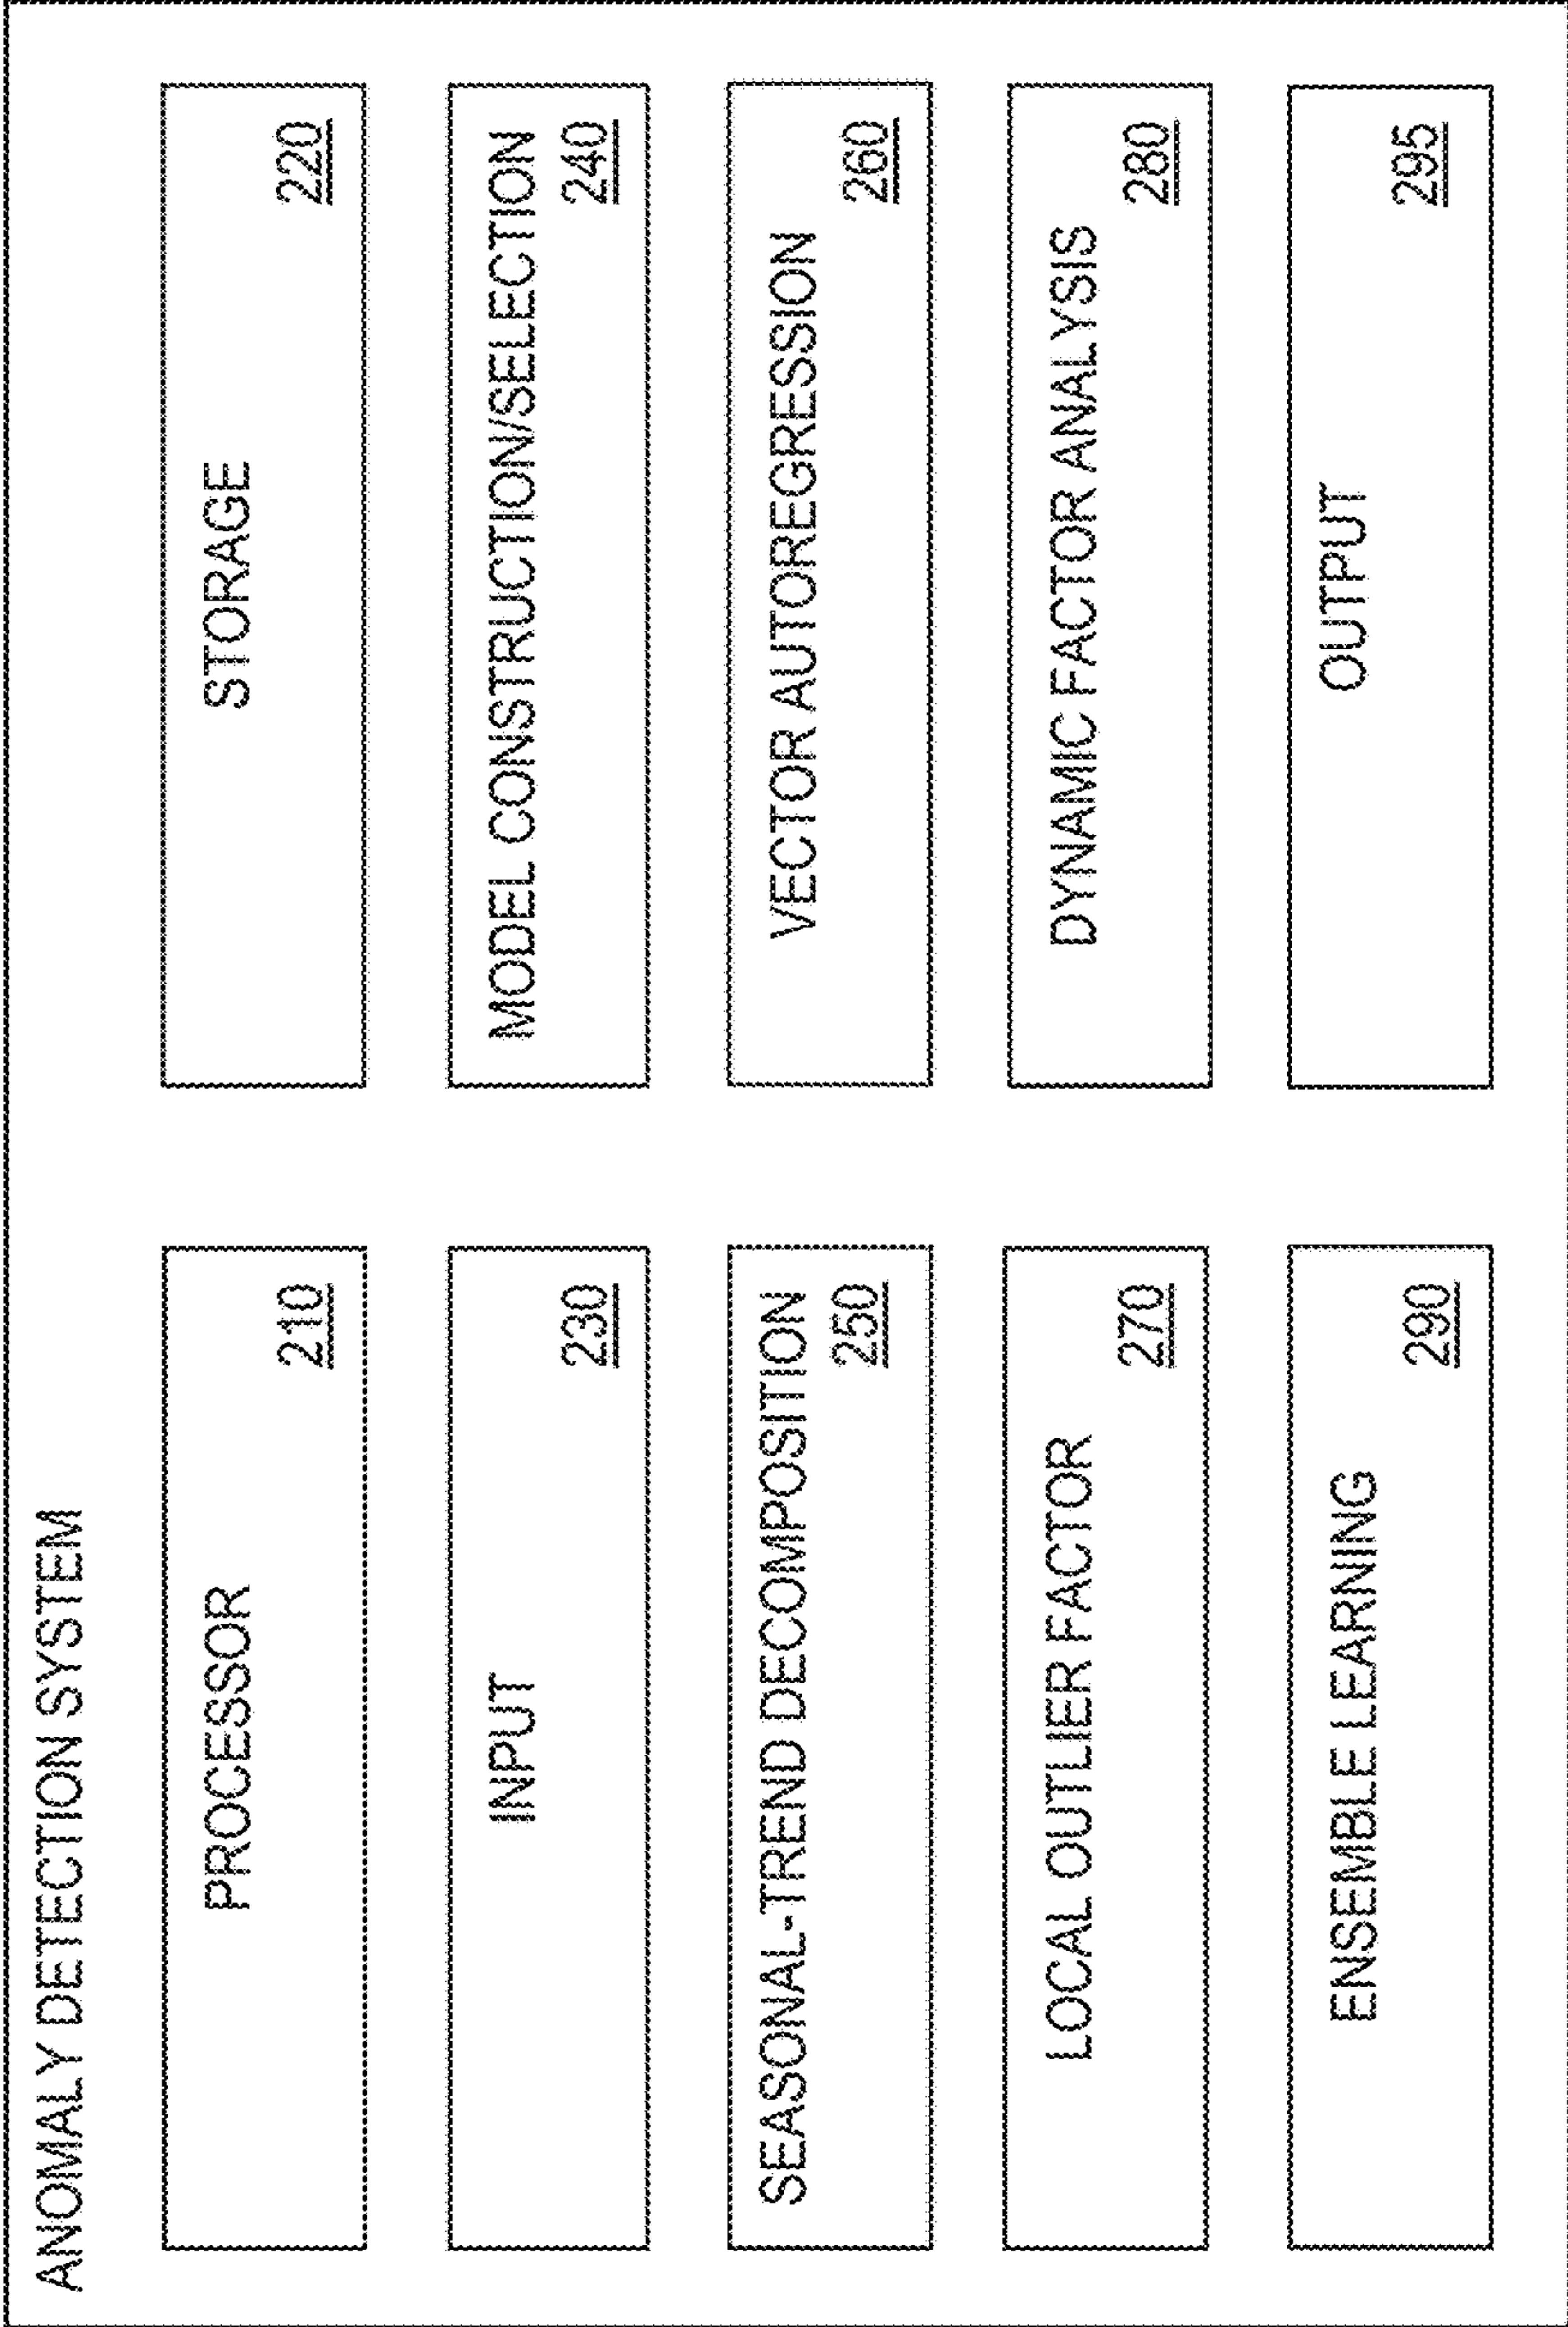 ANOMALY DETECTION SYSTEM
PROCESSOR
210
STORAGE
220
INPUT
230
MODEL CONSTRUCTION/SELECTION
240
SEASONAL-TREND DECOMPOSITION
250
VECTOR AUTOREGRESSION
260
LOCAL OUTLIER FACTOR
270
DYNAMIC FACTOR ANALYSIS
280
ENSEMBLE LEARNING
290
OUTPUT
295